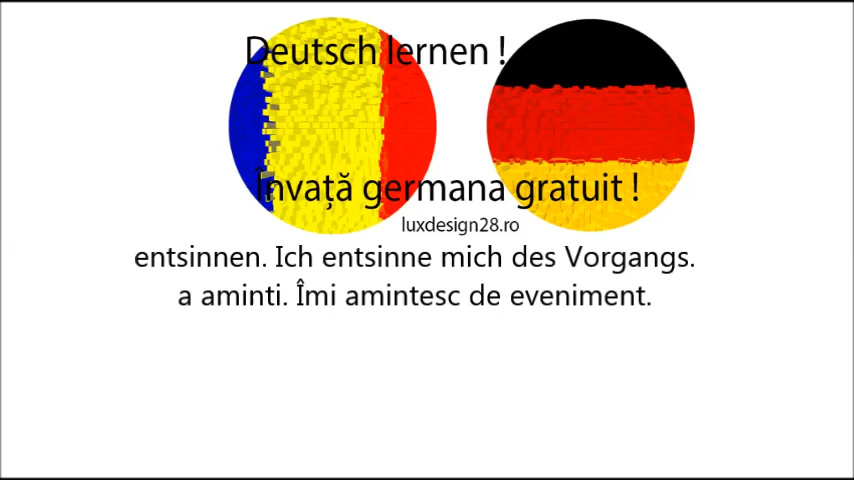 Deutsch lernen !
Învață germana gratuit !
luxdesign28.ro
entsinnen. Ich entsinne mich des Vorgangs.
a aminti. Îmi amintesc de eveniment.